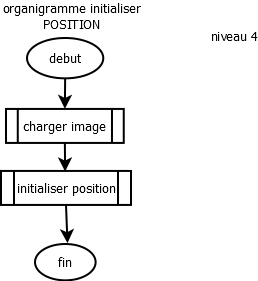 organigramme initialiser
POSITION
niveau 4
debut
charger image
initialiser position
fin